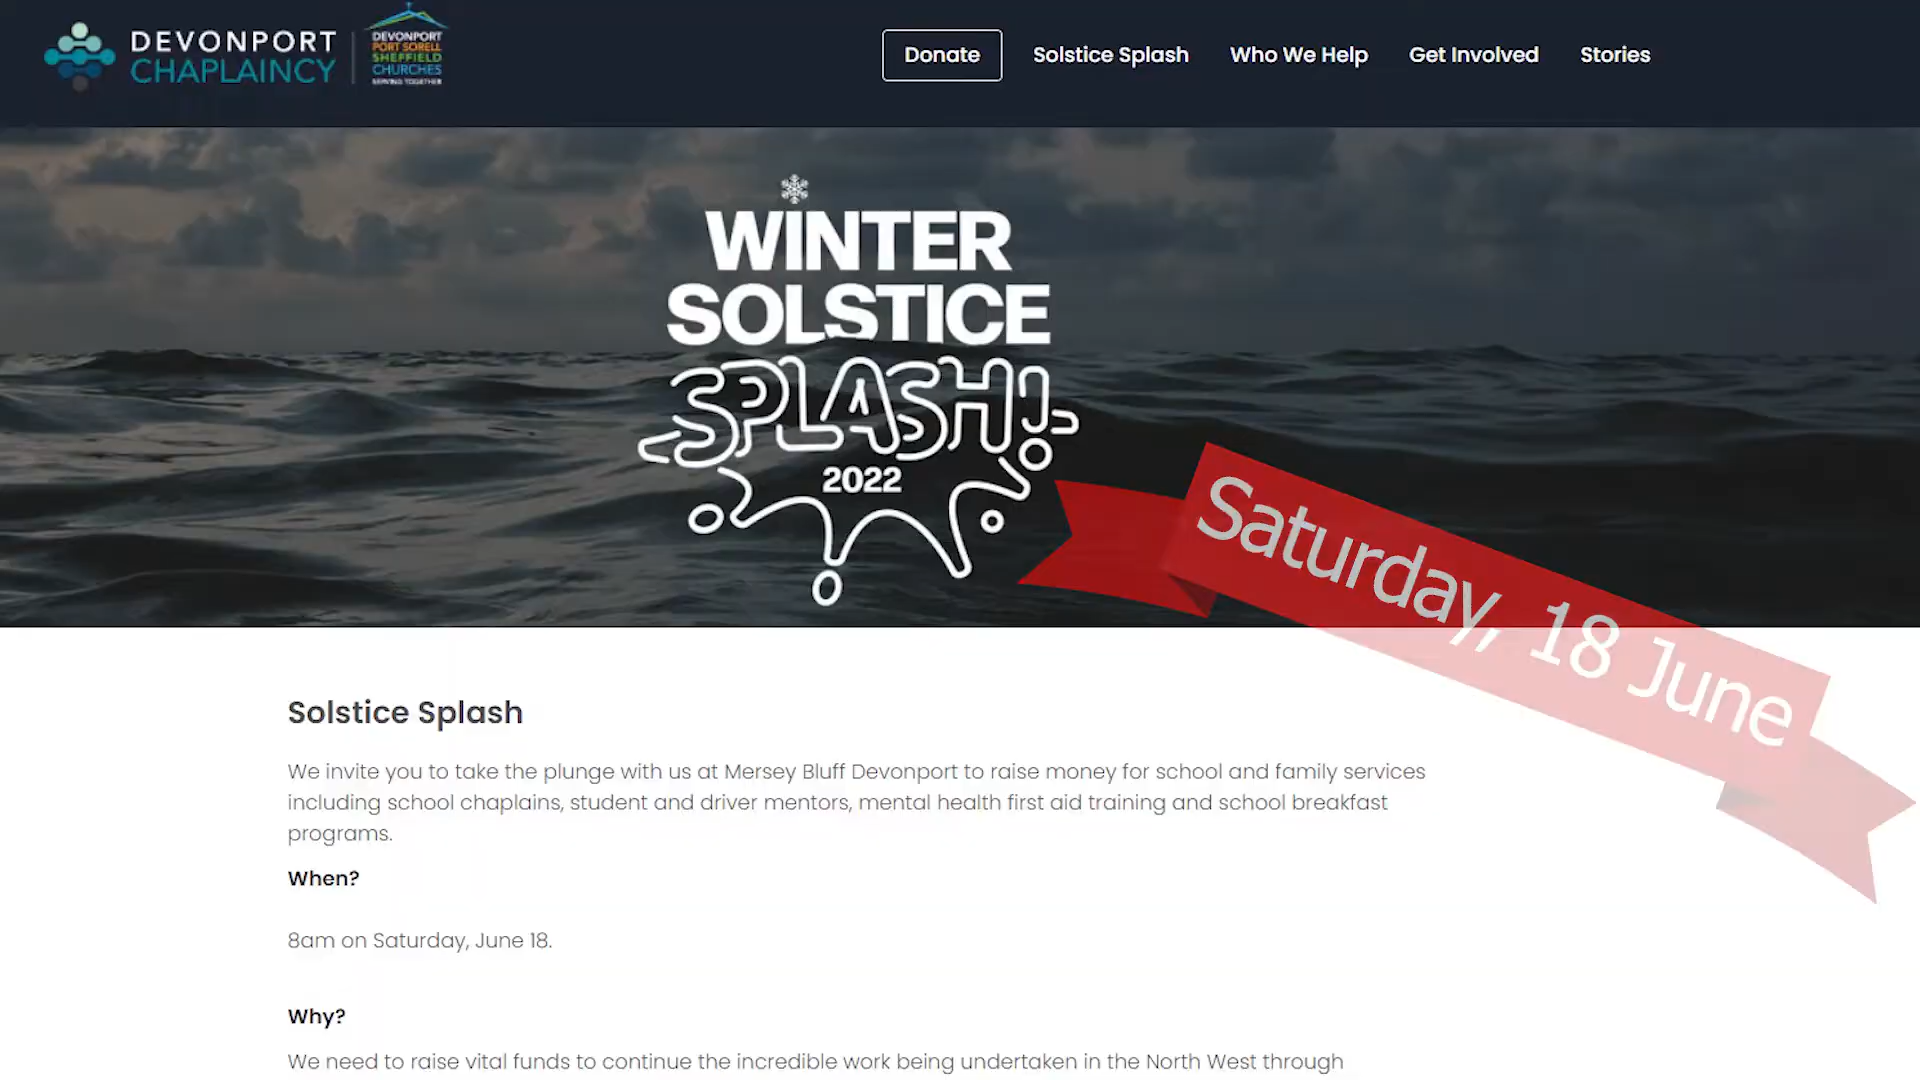 DEVONPORT
CHAPLAINCY
DEVONPORT
PORT SORELL
SHEFFIELD
CHURCHES
SERVING TOGETHER
Donate
Solstice Splash
Who We Help
Get Involved
Stories
WINTER
SOLSTICE
SPLASH!
2022
Saturday, 18 June
Solstice Splash
We invite you to take the plunge with us at Mersey Bluff Devonport to raise money for school and family services
including school chaplains, student and driver mentors, mental health first aid training and school breakfast
programs.
When?
8am on Saturday, June 18.
Why?
We need to raise vital funds to continue the incredible work being undertaken in the North West through